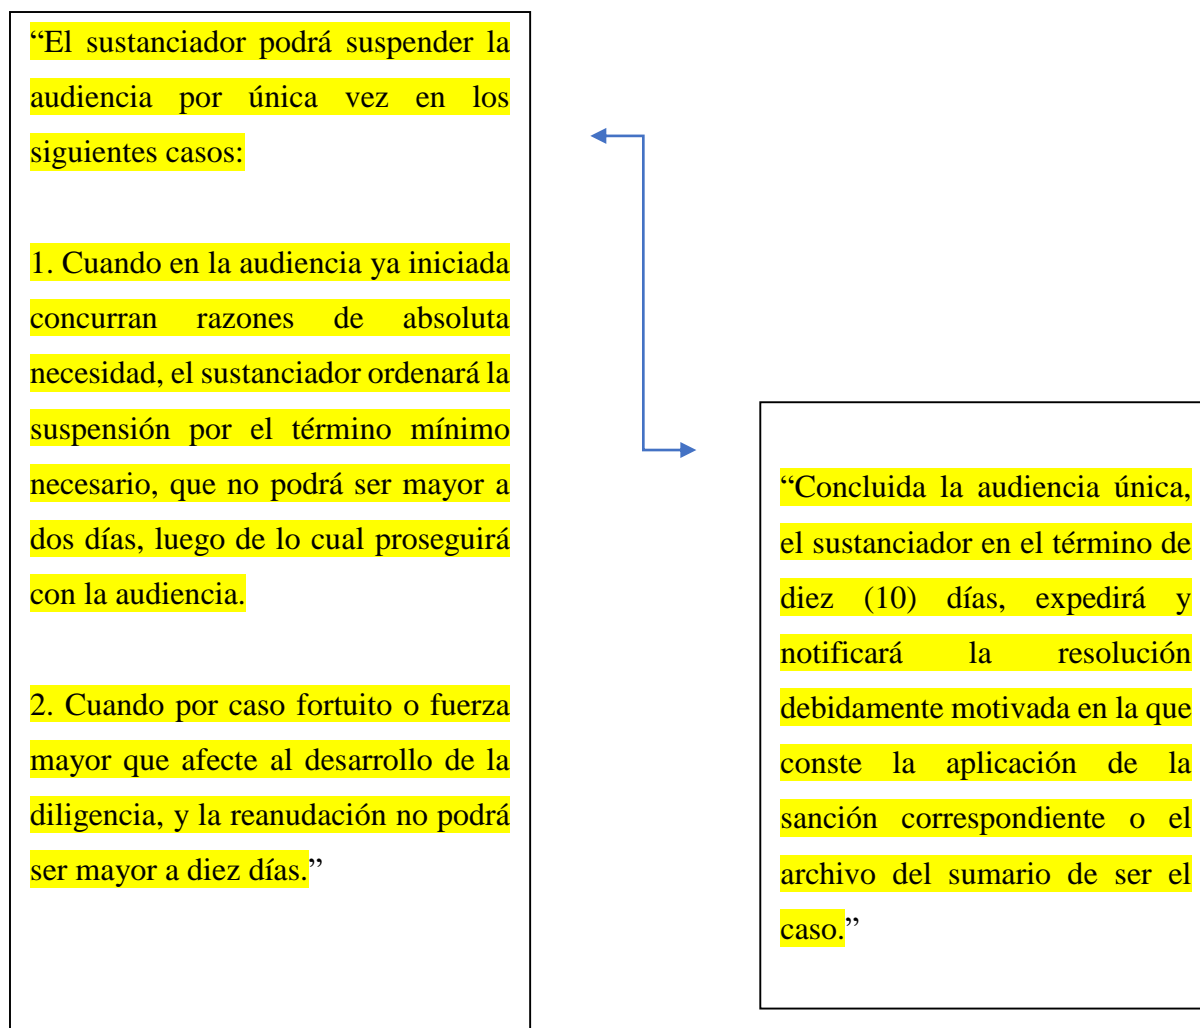 “El sustanciador podrá suspender la
audiencia por única vez en los
siguientes casos:
1. Cuando en la audiencia ya iniciada
concurran razones de absoluta
necesidad, el sustanciador ordenará la
suspensión por el término mínimo
necesario, que no podrá ser mayor a
dos días, luego de lo cual proseguirá
con la audiencia.
2. Cuando por caso fortuito o fuerza
mayor que afecte al desarrollo de la
diligencia, y la reanudación no podrá
ser mayor a diez días.”
“Concluida la audiencia única,
el sustanciador en el término de
diez (10) días, expedirá y
notificará la resolución
debidamente motivada en la que
conste la aplicación de la
sanción correspondiente o el
archivo del sumario de ser el
caso.”